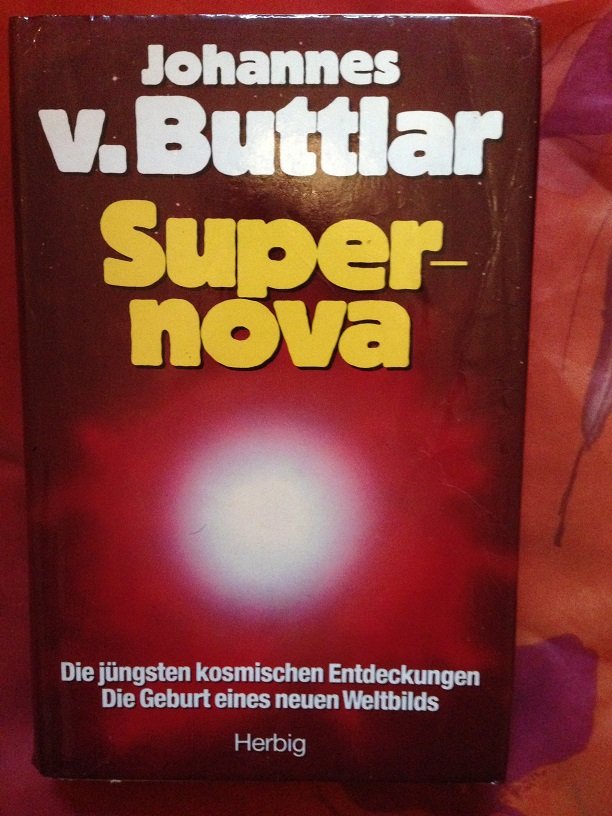 Johannes
v. Buttlar
Super-
nova
Die jüngsten kosmischen Entdeckungen
Die Geburt eines neuen Weltbilds
Herbig